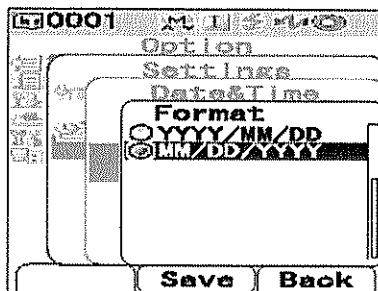 0001
Option
Settings
Date&Time
Format
YYYY/MM/DD
MM/DD/YYYY
Save Back